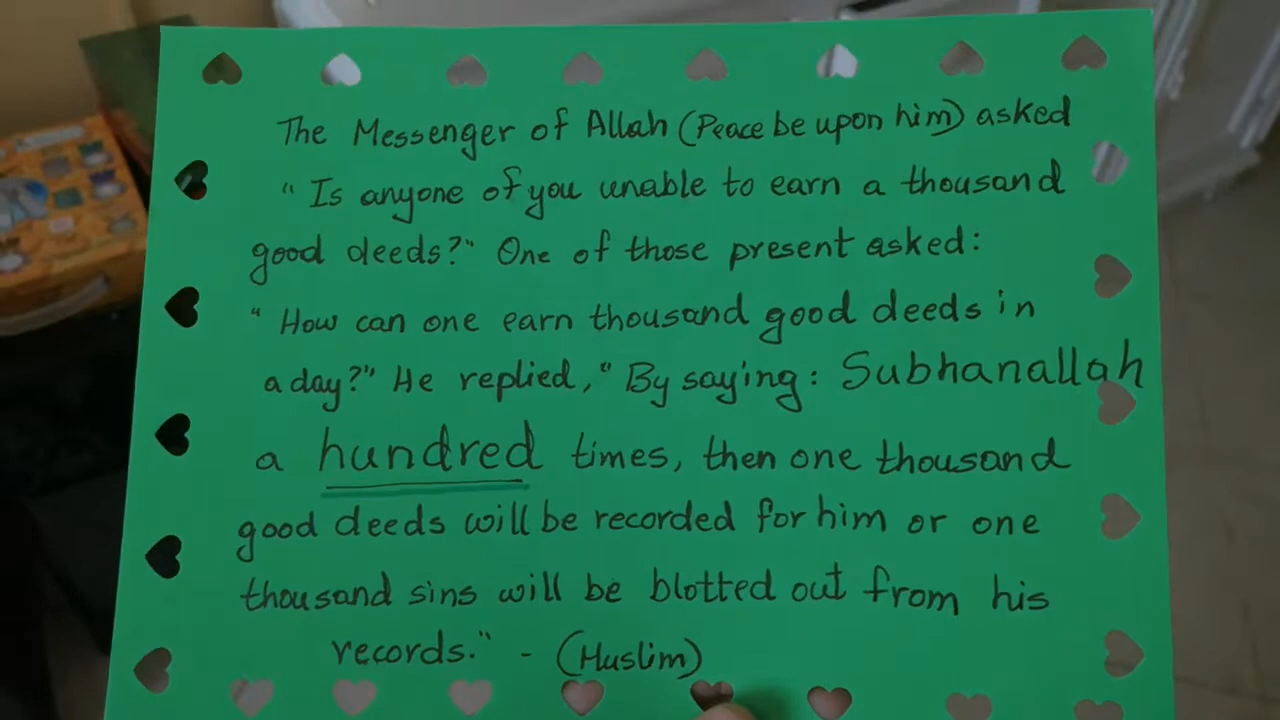 The Messenger of Allah (Peace be upon him) asked
"Is anyone of you unable to earn a thousand
good deeds?" One of those present asked:
"How can one earn thousand good deeds in
a day?" He replied, "By saying: Subhanallah
a hundred times, then one thousand
good deeds will be recorded for him or one
thousand sins will be blotted out from his
records." - (Muslim)